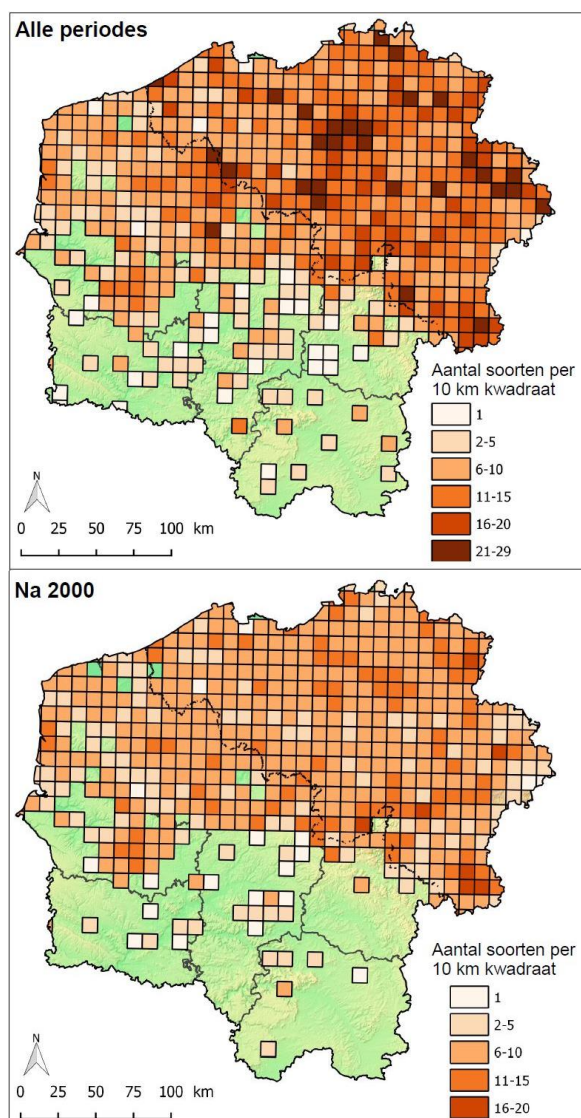 Alle periodes
Aantal soorten per
10 km kwadraat
1
2-5
6-10
11-15
16-20
21-29
N
0 25 50 75 100 km
Na 2000
Aantal soorten per
10 km kwadraat
1
2-5
6-10
11-15
16-20
N
0 25 50 75 100 km